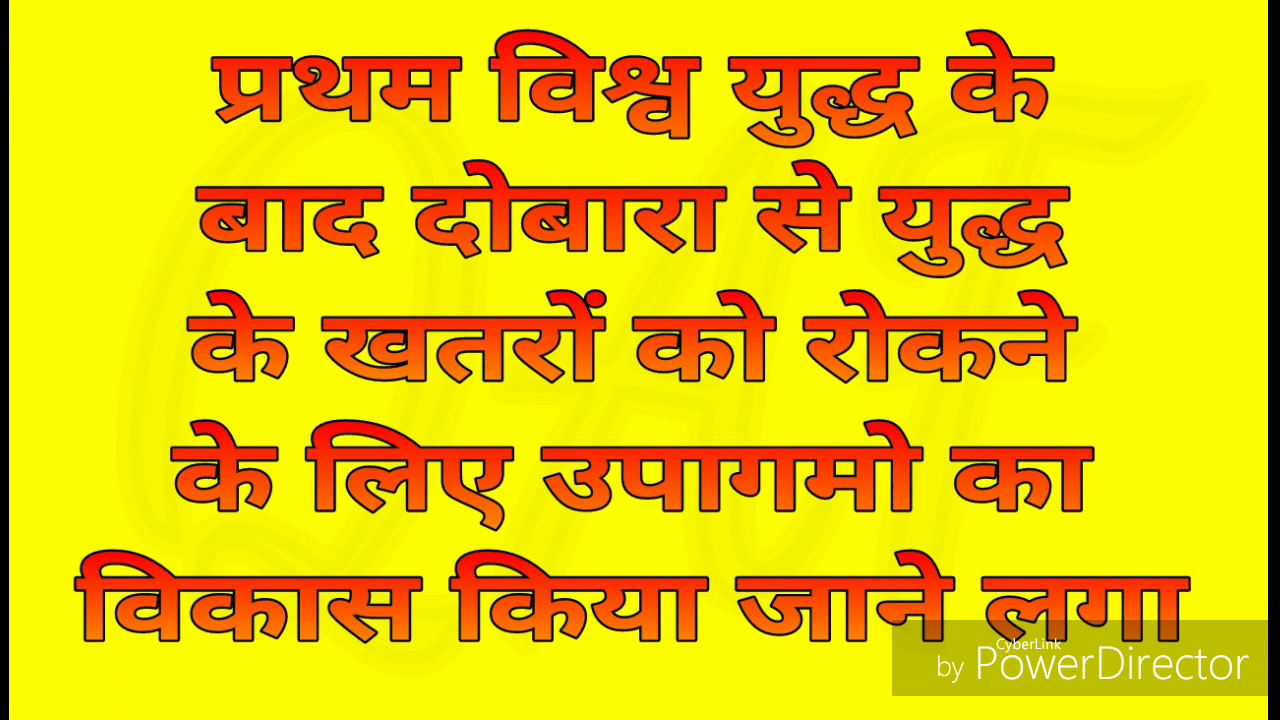 प्रथम विश्व युद्ध के
बाद दोबारा से युद्ध
के खतरों को रोकने
के लिए उपागमो का
विकास किया जाने लगा
CyberLink
by PowerDirector